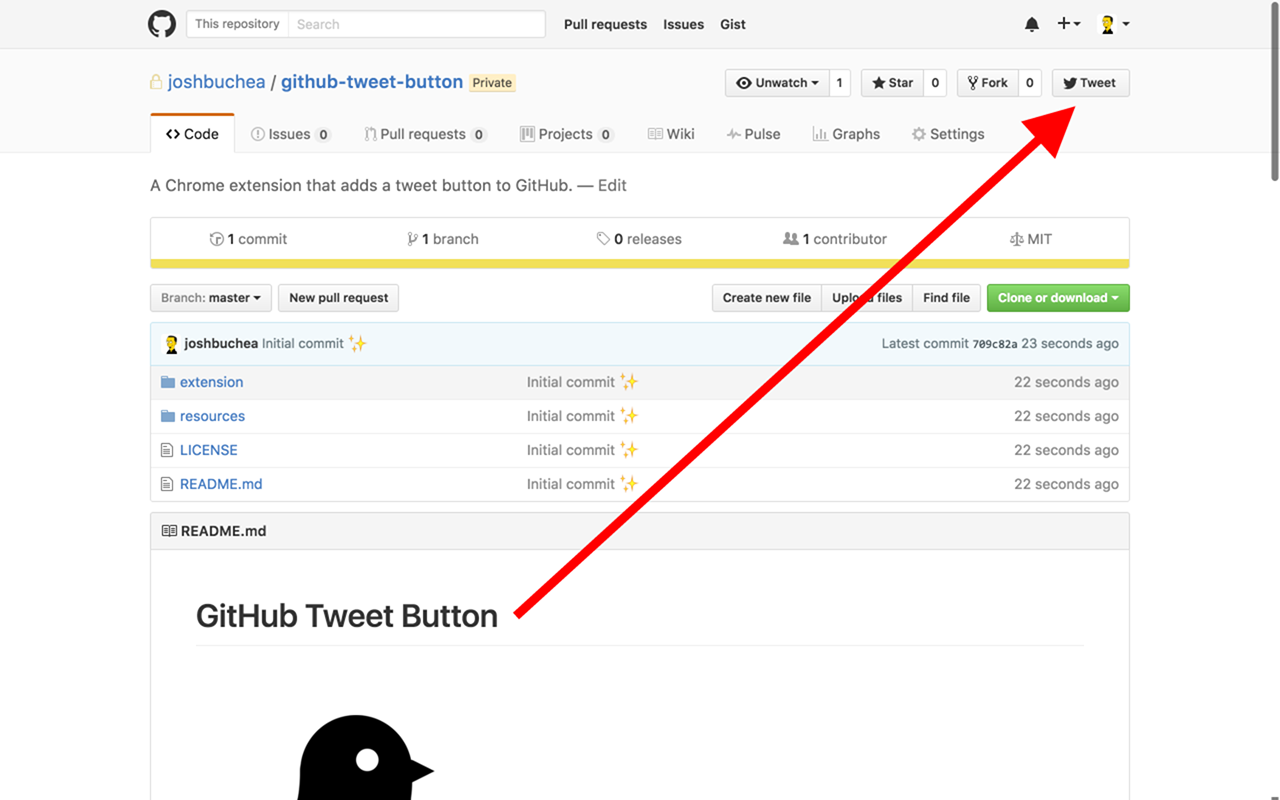 This repository Search Pull requests Issues Gist
joshbuchea / github-tweet-button Private Unwatch 1 Star 0 Fork 0 Tweet
Code Issues 0 Pull requests 0 Projects 0 Wiki Pulse Graphs Settings
A Chrome extension that adds a tweet button to GitHub. — Edit
1 commit 1 branch 0 releases 1 contributor MIT
Branch: master New pull request Create new file Upload files Find file Clone or download
joshbuchea Initial commit ✨ Latest commit 709c82a 23 seconds ago
extension Initial commit ✨ 22 seconds ago
resources Initial commit ✨ 22 seconds ago
LICENSE Initial commit ✨ 22 seconds ago
README.md Initial commit ✨ 22 seconds ago
README.md
GitHub Tweet Button